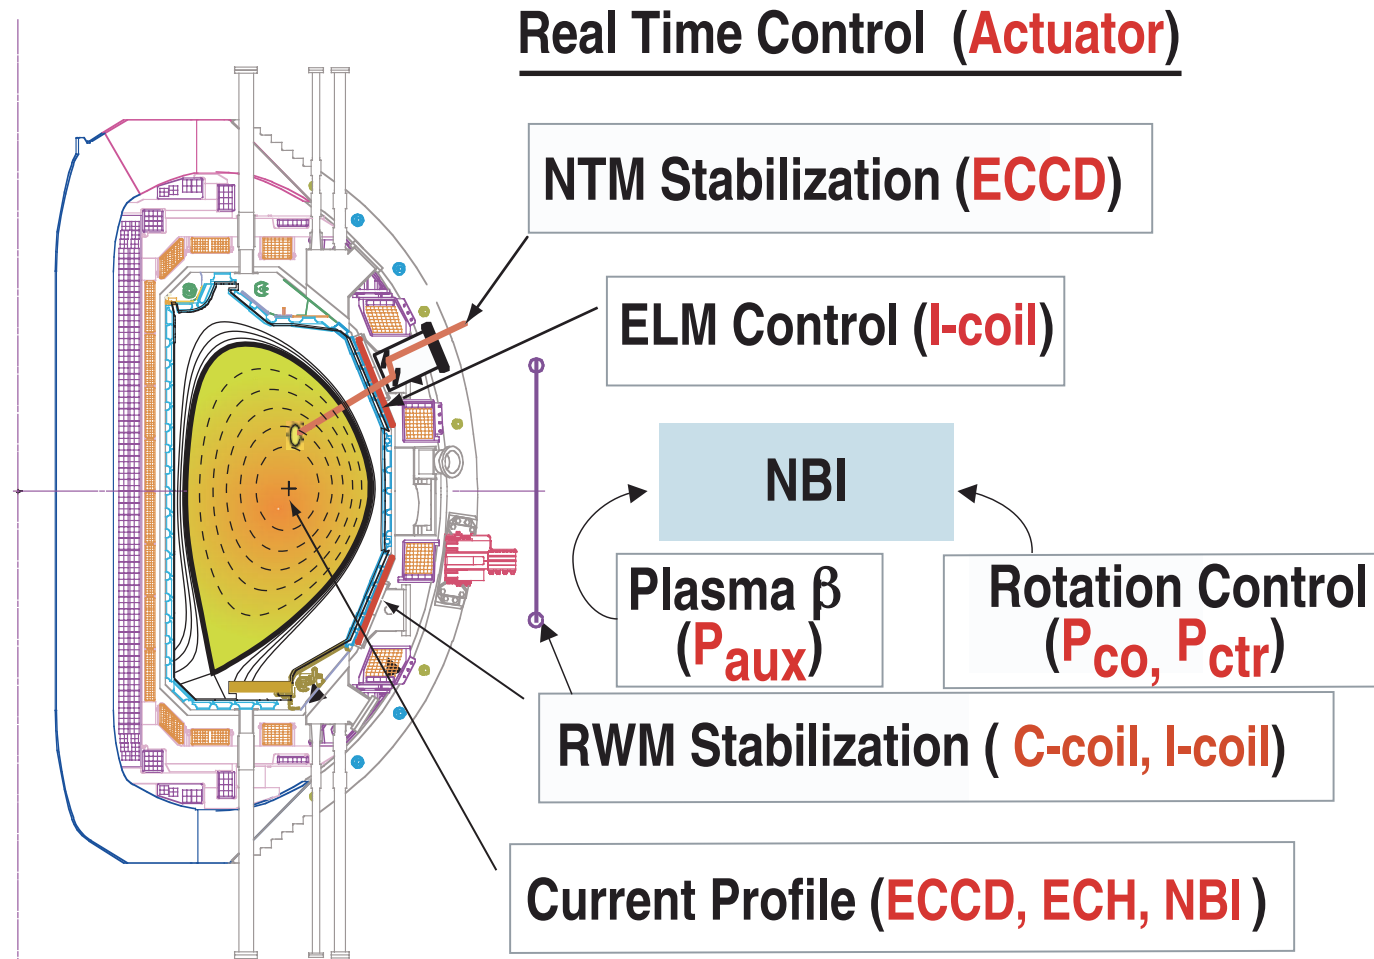 Real Time Control (Actuator)
NTM Stabilization (ECCD)
ELM Control (I-coil)
NBI
Plasma β
(Paux)
Rotation Control
(Pco, Pctr)
RWM Stabilization ( C-coil, I-coil)
Current Profile (ECCD, ECH, NBI )